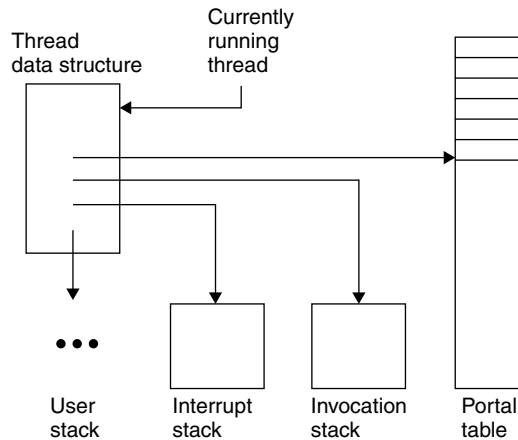 Thread
data structure
Currently
running
thread
User
stack
Interrupt
stack
Invocation
stack
Portal
table